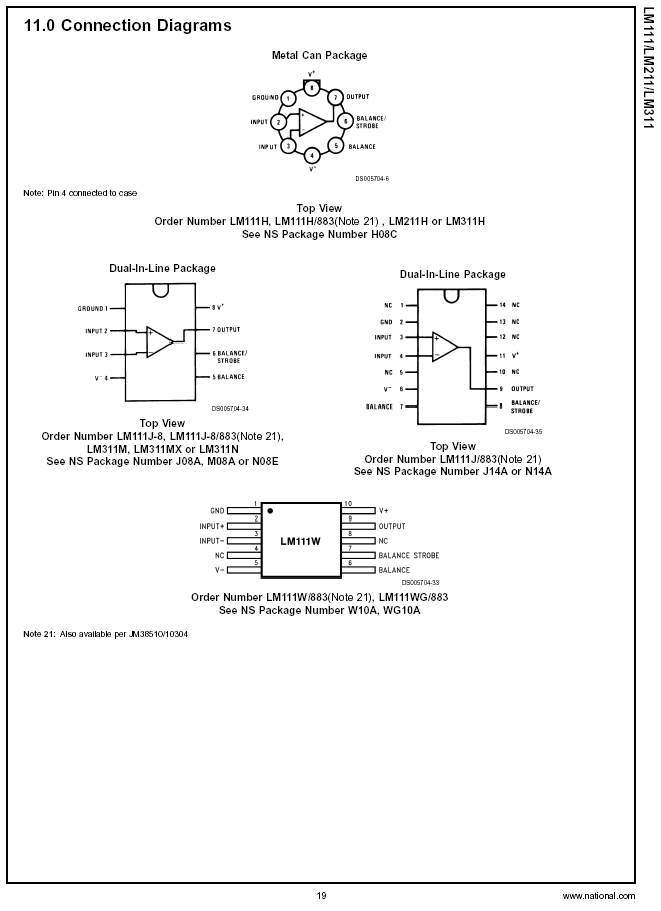 LM111/LM211/LM311
11.0 Connection Diagrams
Metal Can Package
V+
8
GROUND 1
7 OUTPUT
INPUT 2
+
6 BALANCE/
STROBE
INPUT 3
−
5 BALANCE
4
V−
DS005704-6
Note: Pin 4 connected to case
Top View
Order Number LM111H, LM111H/883(Note 21) , LM211H or LM311H
See NS Package Number H08C
Dual-In-Line Package
GROUND 1
8 V+
INPUT 2
+
7 OUTPUT
INPUT 3
−
6 BALANCE/
STROBE
V− 4
5 BALANCE
DS005704-34
Top View
Order Number LM111J-8, LM111J-8/883(Note 21),
LM311M, LM311MX or LM311N
See NS Package Number J08A, M08A or N08E
Dual-In-Line Package
NC 1
14 NC
GND 2
13 NC
INPUT 3
+
12 NC
INPUT 4
−
11 V+
NC 5
10 NC
V− 6
9 OUTPUT
BALANCE 7
8 BALANCE/
STROBE
DS005704-35
Top View
Order Number LM111J/883(Note 21)
See NS Package Number J14A or N14A
GND 1
10 V+
INPUT+ 2
9 OUTPUT
INPUT− 3
LM111W
8 NC
NC 4
7 BALANCE STROBE
V− 5
6 BALANCE
DS005704-33
Order Number LM111W/883(Note 21), LM111WG/883
See NS Package Number W10A, WG10A
Note 21: Also available per JM38510/10304
19
www.national.com